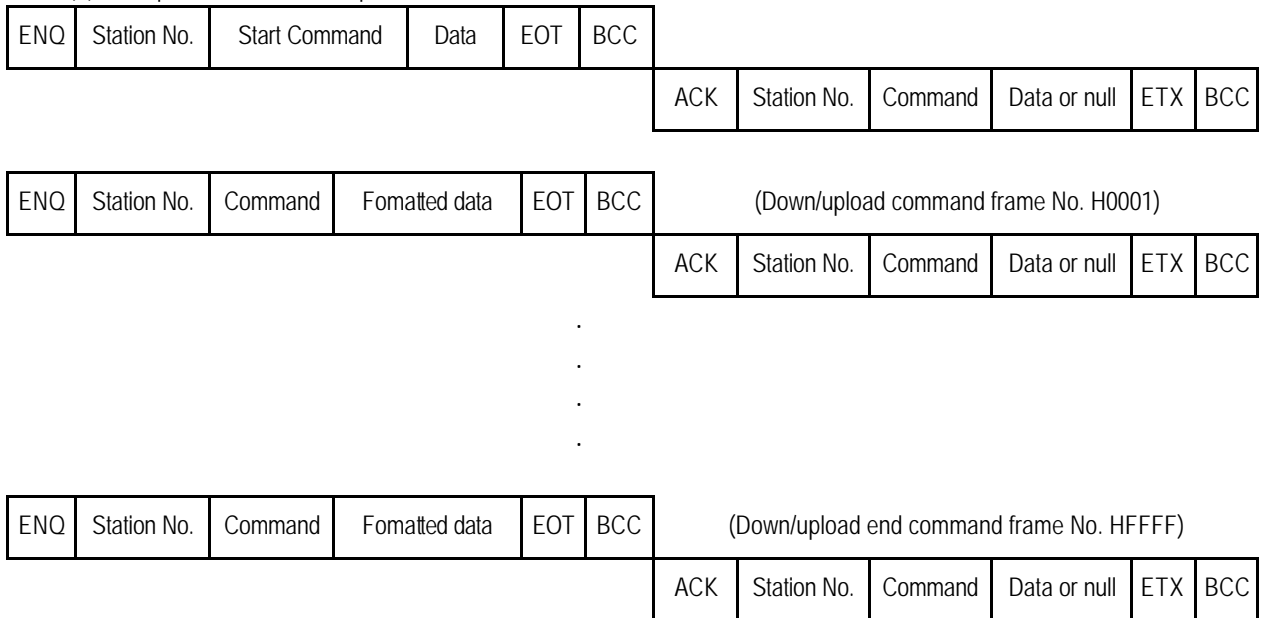 ENQ Station No. Start Command Data EOT BCC
ACK Station No. Command Data or null ETX BCC
ENQ Station No. Command Fomatted data EOT BCC (Down/upload command frame No. H0001)
ACK Station No. Command Data or null ETX BCC
.
.
.
.
ENQ Station No. Command Fomatted data EOT BCC (Down/upload end command frame No. HFFFF)
ACK Station No. Command Data or null ETX BCC